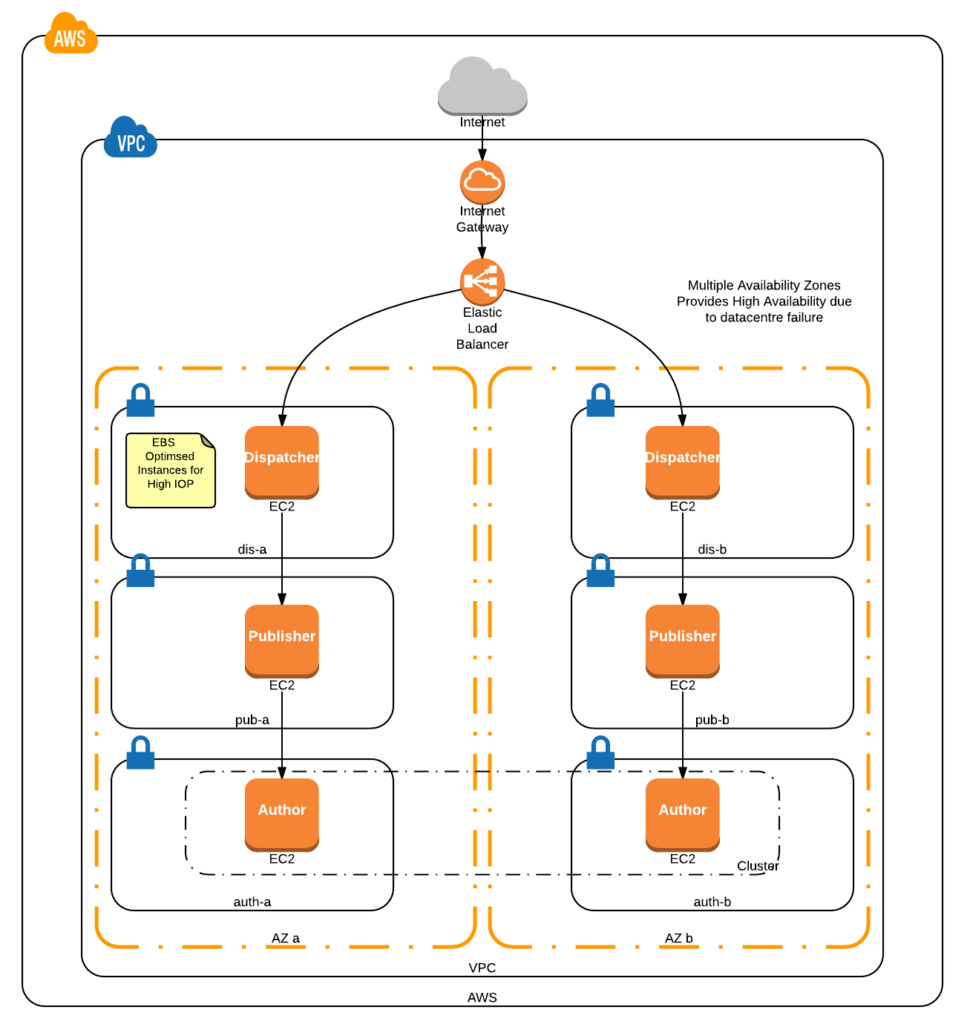 AWS
Internet
VPC
Internet
Gateway
Elastic
Load
Balancer
Multiple Availability Zones
Provides High Availability due
to datacentre failure
EBS
Optimsed
Instances for
High IOP
Dispatcher
EC2
dis-a
Dispatcher
EC2
dis-b
Publisher
EC2
pub-a
Publisher
EC2
pub-b
Author
EC2
auth-a
Author
EC2
Cluster
auth-b
AZ a
AZ b
VPC
AWS